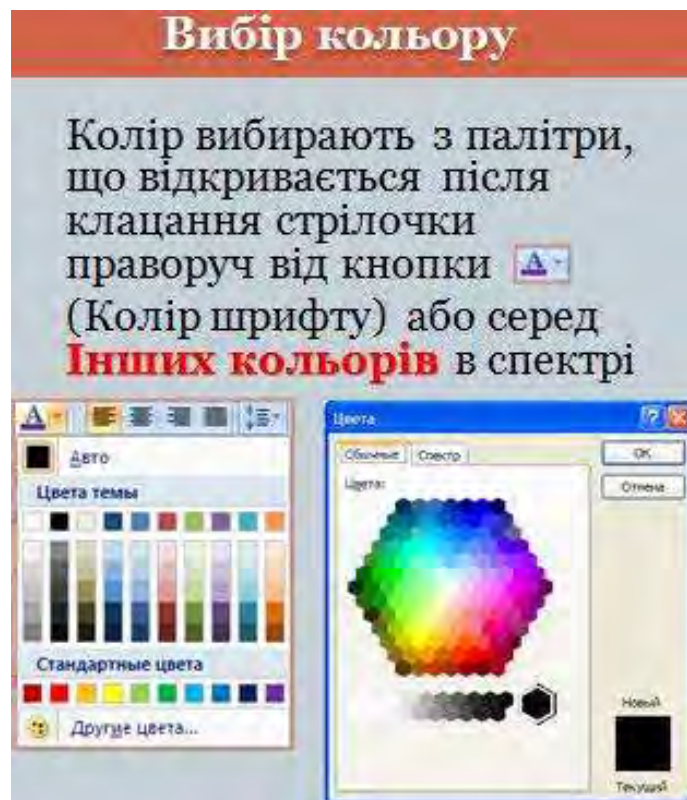 Вибір кольору
Колір вибирають з палітри,
що відкривається після
клацання стрілочки
праворуч від кнопки A
(Колір шрифту) або серед
Інших кольорів в спектрі
A
Авто
Цвета темы
Стандартные цвета
Другие цвета...
Цвета
Обычные Спектр
ОК
Цвета:
Отмена
Новый
Текущий